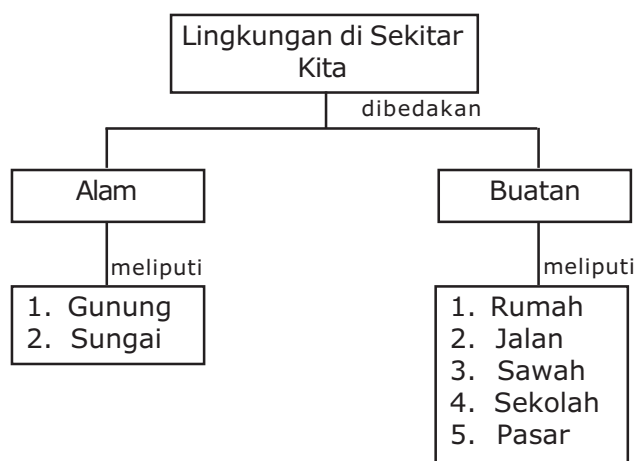 Lingkungan di Sekitar
Kita
dibedakan
Alam
Buatan
meliputi
meliputi
1. Gunung
2. Sungai
1. Rumah
2. Jalan
3. Sawah
4. Sekolah
5. Pasar